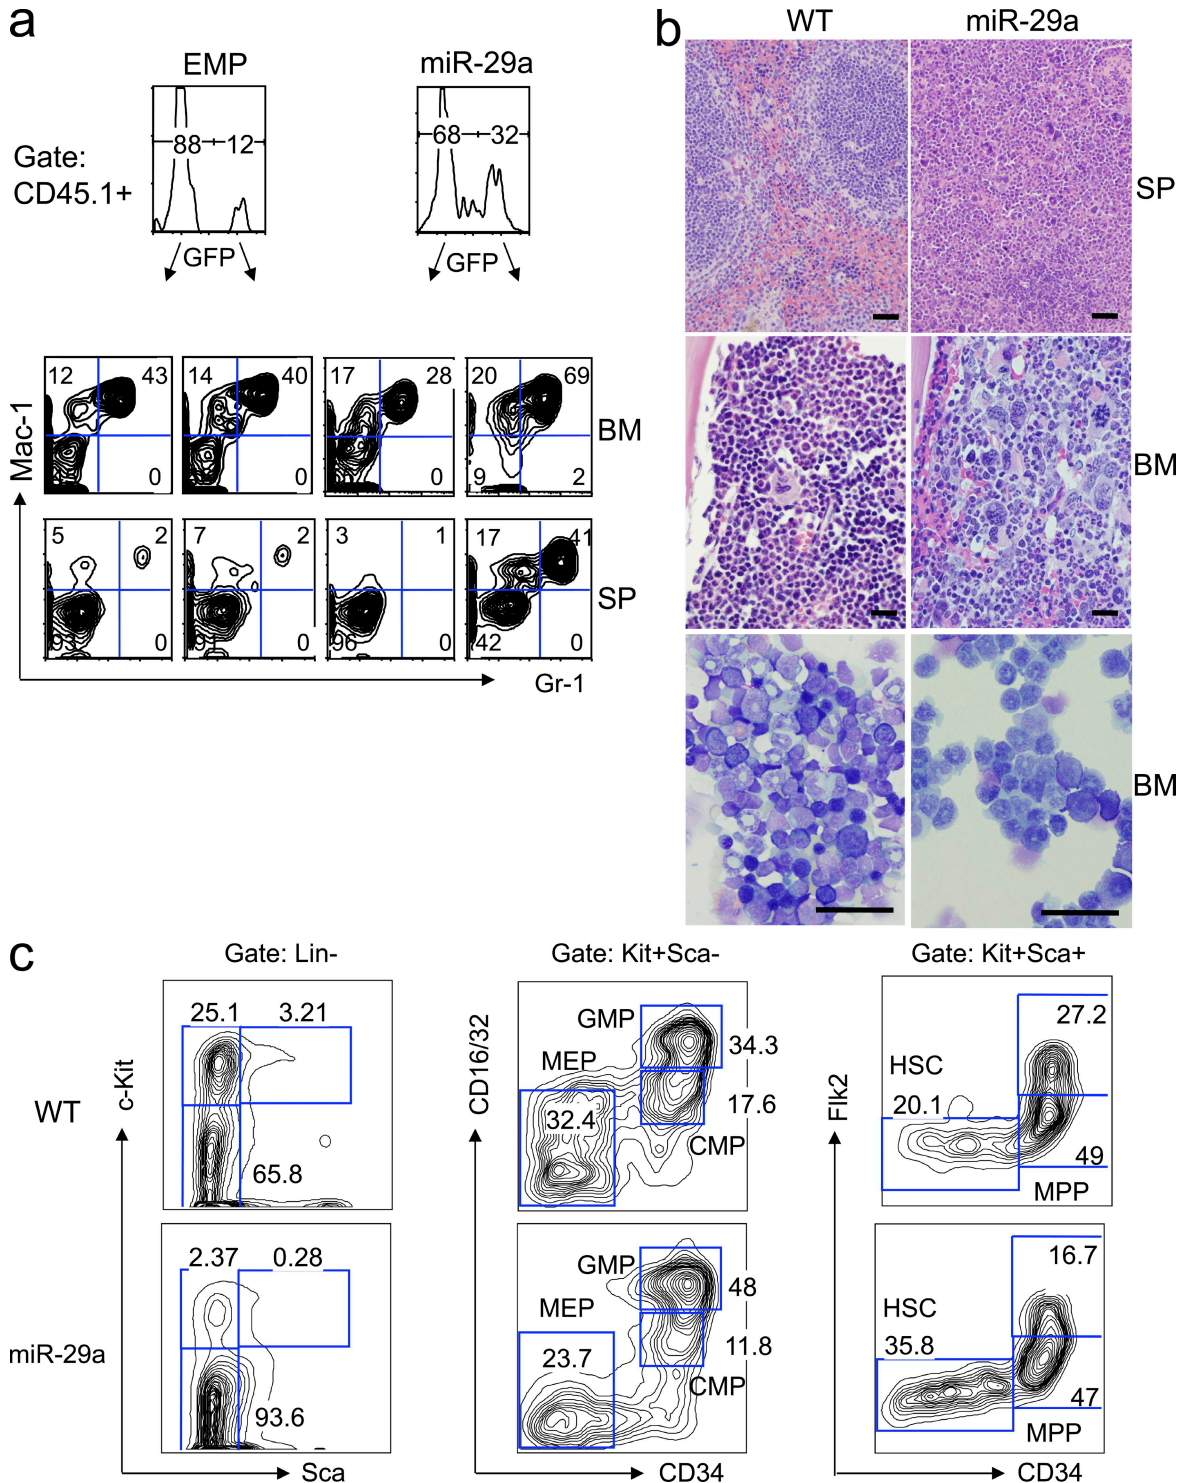 a
EMP
miR-29a
Gate:
CD45.1+
88
12
68
32
GFP
GFP
Mac-1
12
43
0
14
40
0
17
28
0
20
69
9
2
BM
5
2
93
0
7
2
91
0
3
1
96
0
17
41
42
0
SP
Gr-1
b
WT
miR-29a
SP
BM
BM
c
Gate: Lin-
Gate: Kit+Sca-
Gate: Kit+Sca+
WT
c-Kit
25.1
3.21
65.8
CD16/32
GMP
MEP
34.3
32.4
17.6
CMP
Flk2
27.2
HSC
20.1
49
MPP
miR-29a
2.37
0.28
93.6
GMP
MEP
48
23.7
11.8
CMP
16.7
HSC
35.8
47
MPP
Sca
CD34
CD34